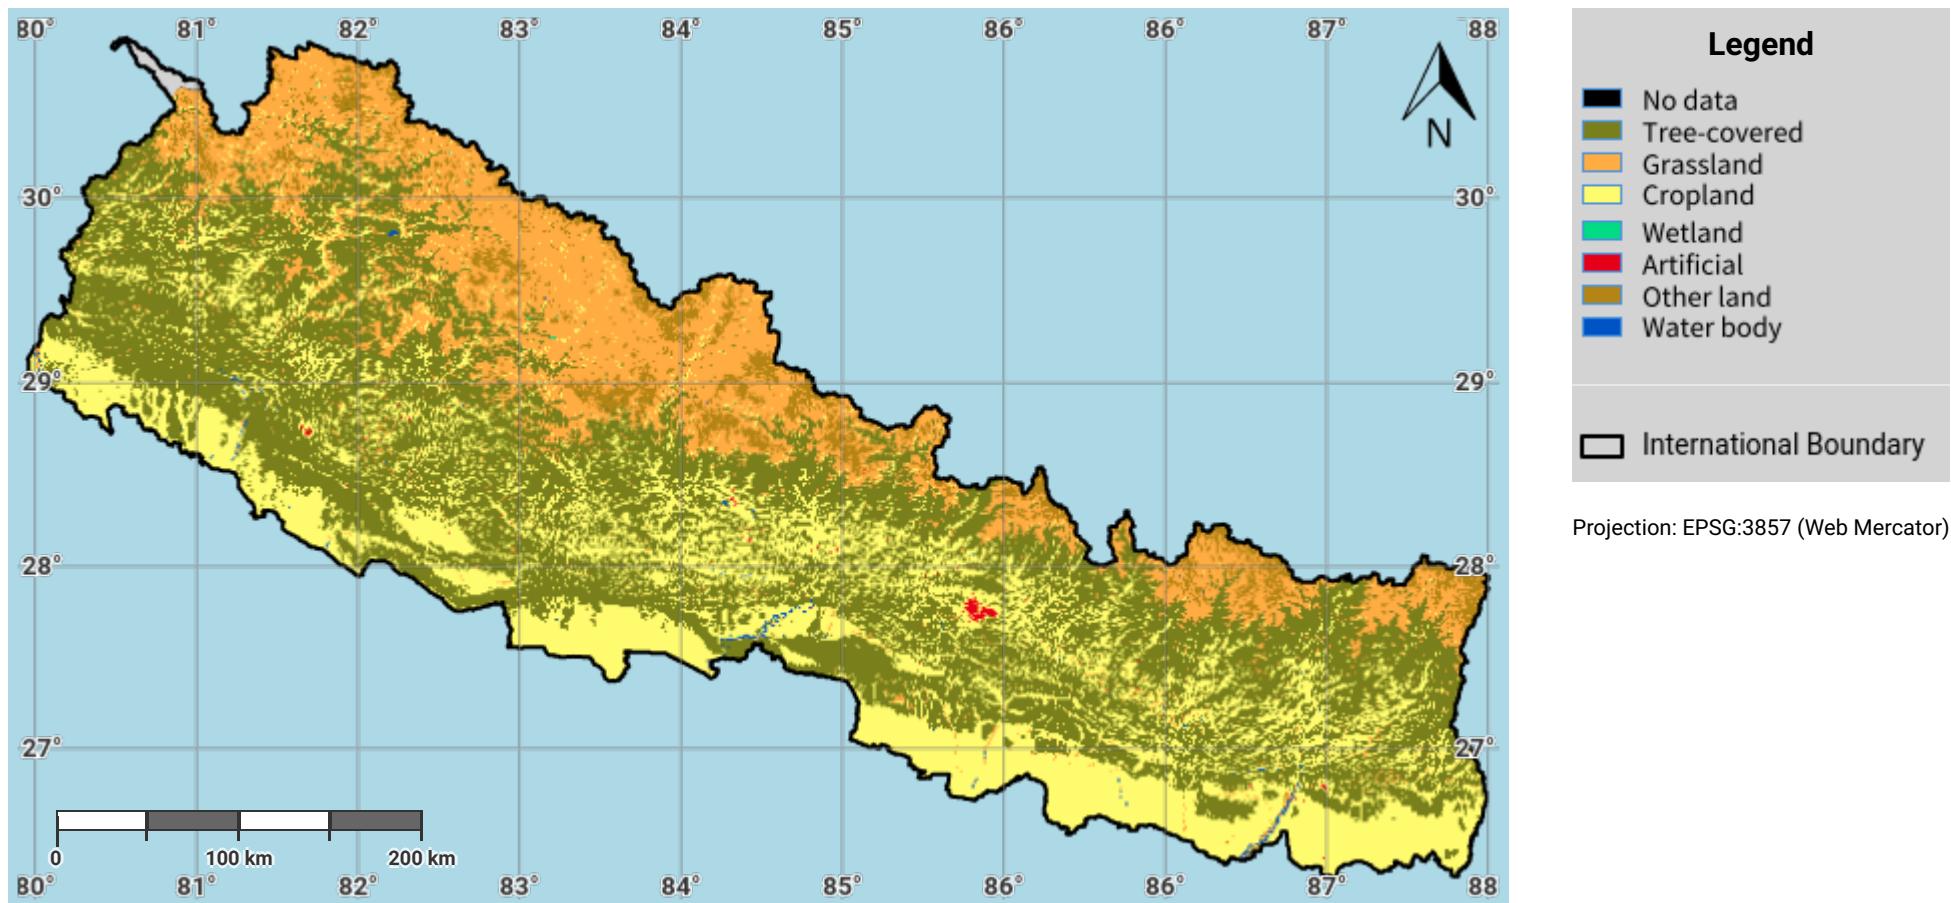 80° 81° 82° 83° 84° 85° 86° 86° 87° 88
N
30° 30°
29° 29°
28° 28°
27° 27°
0 100 km 200 km
80° 81° 82° 83° 84° 85° 86° 86° 87° 88
Legend
No data
Tree-covered
Grassland
Cropland
Wetland
Artificial
Other land
Water body
International Boundary
Projection: EPSG:3857 (Web Mercator)